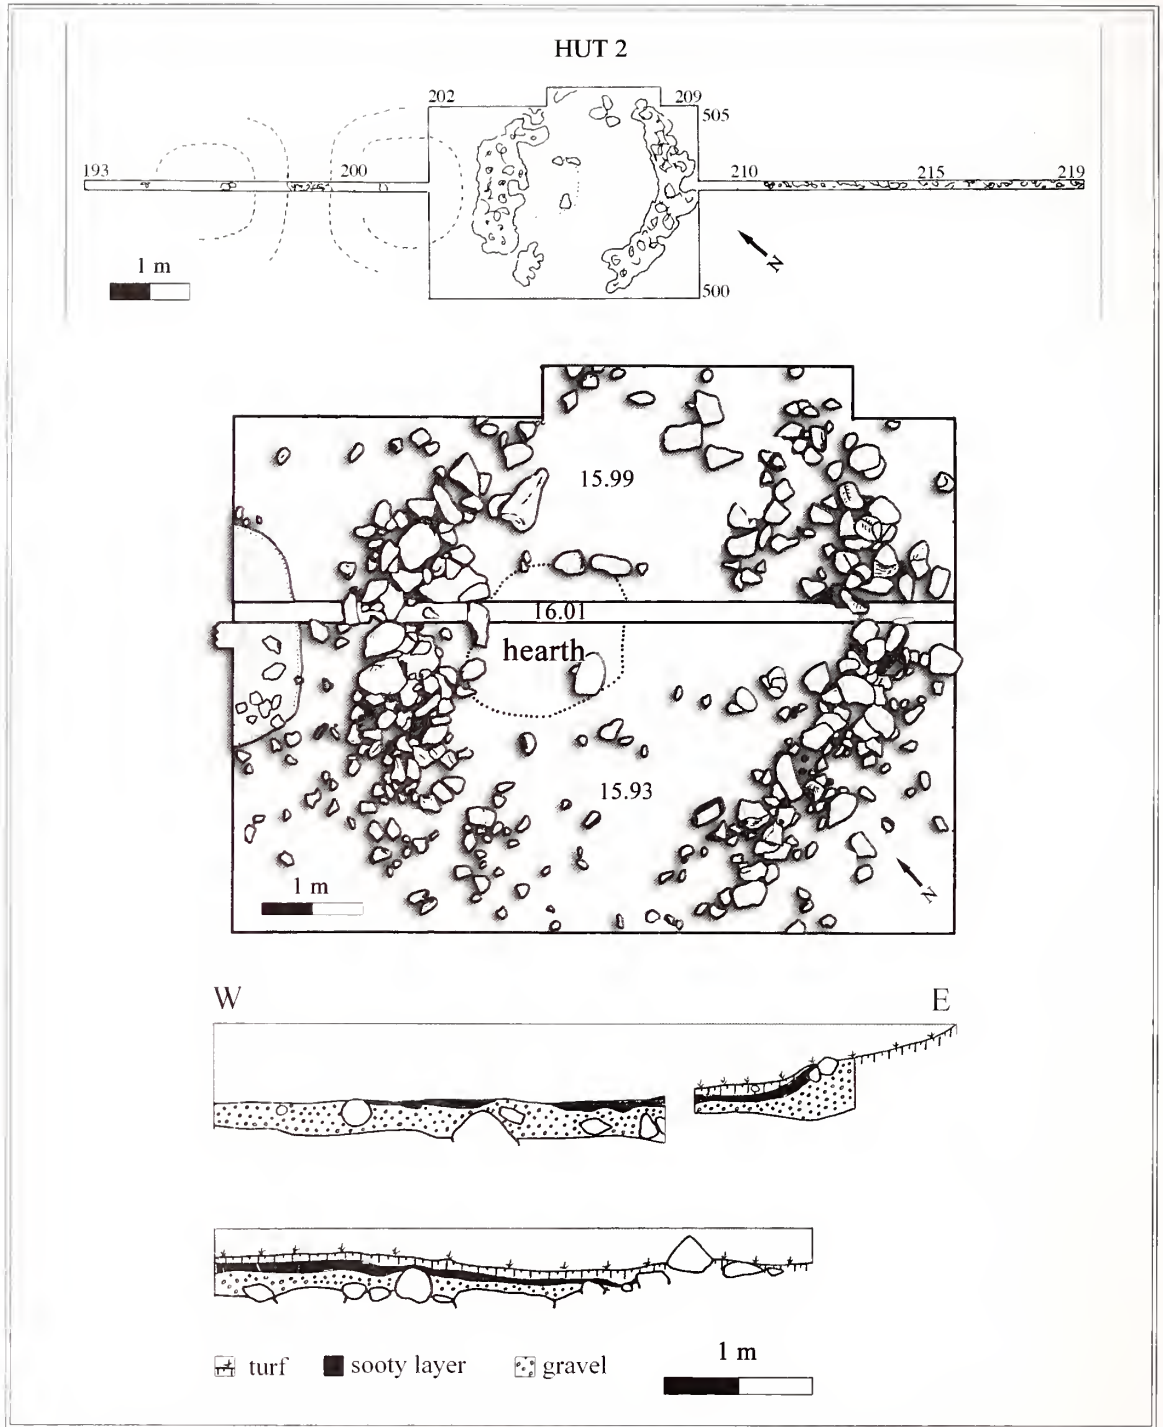 HUT 2
202 209
505
193 200 210 215 219
N
1 m
500
15.99
16.01
hearth
15.93
1 m
N
W E
turf sooty layer gravel
1 m